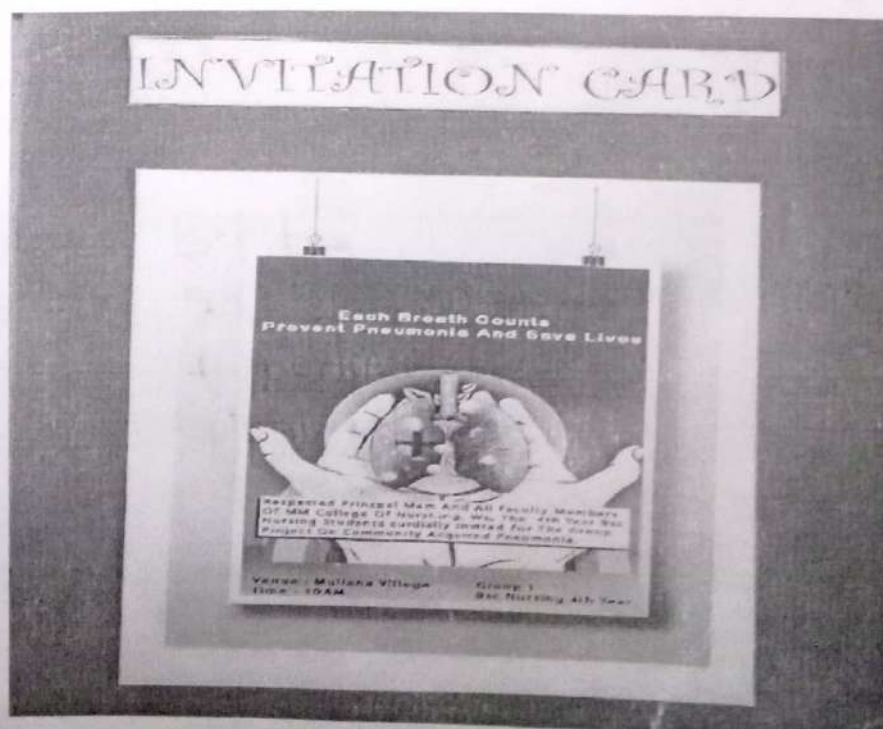 INVITATION CARD
Each Breath Counts
Prevent Pneumonia And Save Lives
Respected Principal Mam And All Faculty Members
Of MM College Of Nursing, We, The 4th Year Bsc
Nursing Students cordially invited for The Group
Project On Community Acquired Pneumonia
Venue : Mullana Village
Time : 10AM
Group 1
Bsc Nursing 4th Year